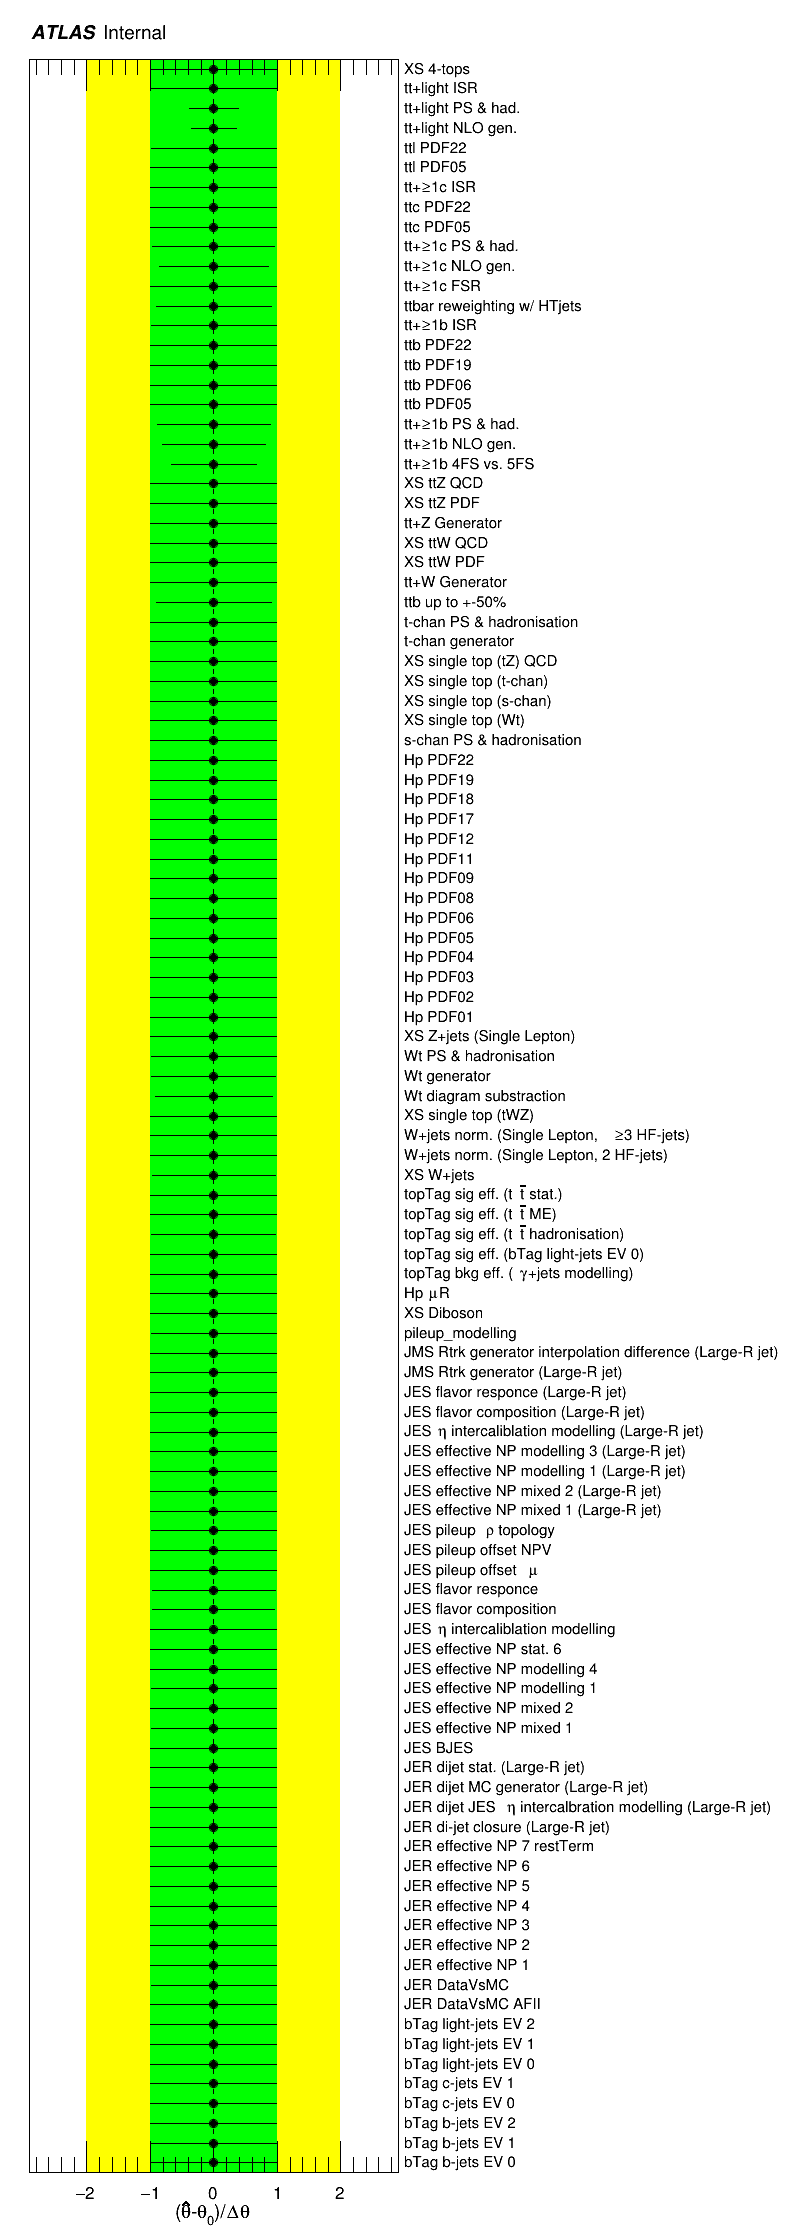 ATLAS Internal
XS 4-tops
tt+light ISR
tt+light PS & had.
tt+light NLO gen.
ttl PDF22
ttl PDF05
tt+≥1c ISR
ttc PDF22
ttc PDF05
tt+≥1c PS & had.
tt+≥1c NLO gen.
tt+≥1c FSR
ttbar reweighting w/ HTjets
tt+≥1b ISR
ttb PDF22
ttb PDF19
ttb PDF06
ttb PDF05
tt+≥1b PS & had.
tt+≥1b NLO gen.
tt+≥1b 4FS vs. 5FS
XS ttZ QCD
XS ttZ PDF
tt+Z Generator
XS ttW QCD
XS ttW PDF
tt+W Generator
ttb up to +-50%
t-chan PS & hadronisation
t-chan generator
XS single top (tZ) QCD
XS single top (t-chan)
XS single top (s-chan)
XS single top (Wt)
s-chan PS & hadronisation
Hp PDF22
Hp PDF19
Hp PDF18
Hp PDF17
Hp PDF12
Hp PDF11
Hp PDF09
Hp PDF08
Hp PDF06
Hp PDF05
Hp PDF04
Hp PDF03
Hp PDF02
Hp PDF01
XS Z+jets (Single Lepton)
Wt PS & hadronisation
Wt generator
Wt diagram substraction
XS single top (tWZ)
W+jets norm. (Single Lepton, ≥3 HF-jets)
W+jets norm. (Single Lepton, 2 HF-jets)
XS W+jets
topTag sig eff. (t t̄ stat.)
topTag sig eff. (t t̄ ME)
topTag sig eff. (t t̄ hadronisation)
topTag sig eff. (bTag light-jets EV 0)
topTag bkg eff. ( γ+jets modelling)
Hp μR
XS Diboson
pileup_modelling
JMS Rtrk generator interpolation difference (Large-R jet)
JMS Rtrk generator (Large-R jet)
JES flavor responce (Large-R jet)
JES flavor composition (Large-R jet)
JES η intercaliblation modelling (Large-R jet)
JES effective NP modelling 3 (Large-R jet)
JES effective NP modelling 1 (Large-R jet)
JES effective NP mixed 2 (Large-R jet)
JES effective NP mixed 1 (Large-R jet)
JES pileup ρ topology
JES pileup offset NPV
JES pileup offset μ
JES flavor responce
JES flavor composition
JES η intercaliblation modelling
JES effective NP stat. 6
JES effective NP modelling 4
JES effective NP modelling 1
JES effective NP mixed 2
JES effective NP mixed 1
JES BJES
JER dijet stat. (Large-R jet)
JER dijet MC generator (Large-R jet)
JER dijet JES η intercalbration modelling (Large-R jet)
JER di-jet closure (Large-R jet)
JER effective NP 7 restTerm
JER effective NP 6
JER effective NP 5
JER effective NP 4
JER effective NP 3
JER effective NP 2
JER effective NP 1
JER DataVsMC
JER DataVsMC AFII
bTag light-jets EV 2
bTag light-jets EV 1
bTag light-jets EV 0
bTag c-jets EV 1
bTag c-jets EV 0
bTag b-jets EV 2
bTag b-jets EV 1
bTag b-jets EV 0
−2 −1 0 1 2
(θ̂-θ₀)/Δθ